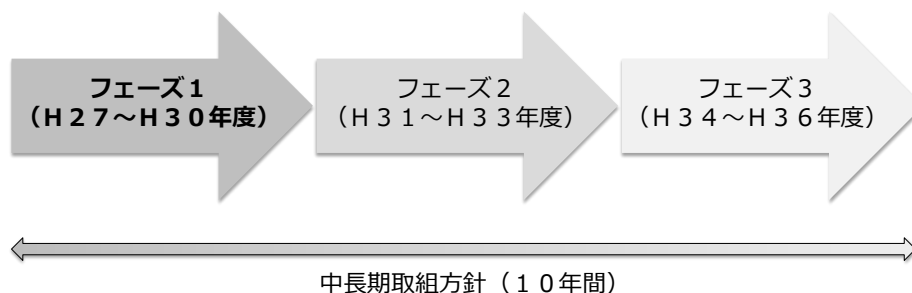 フェーズ１
（Ｈ２７～Ｈ３０年度）
フェーズ２
（Ｈ３１～Ｈ３３年度）
フェーズ３
（Ｈ３４～Ｈ３６年度）
中長期取組方針（１０年間）